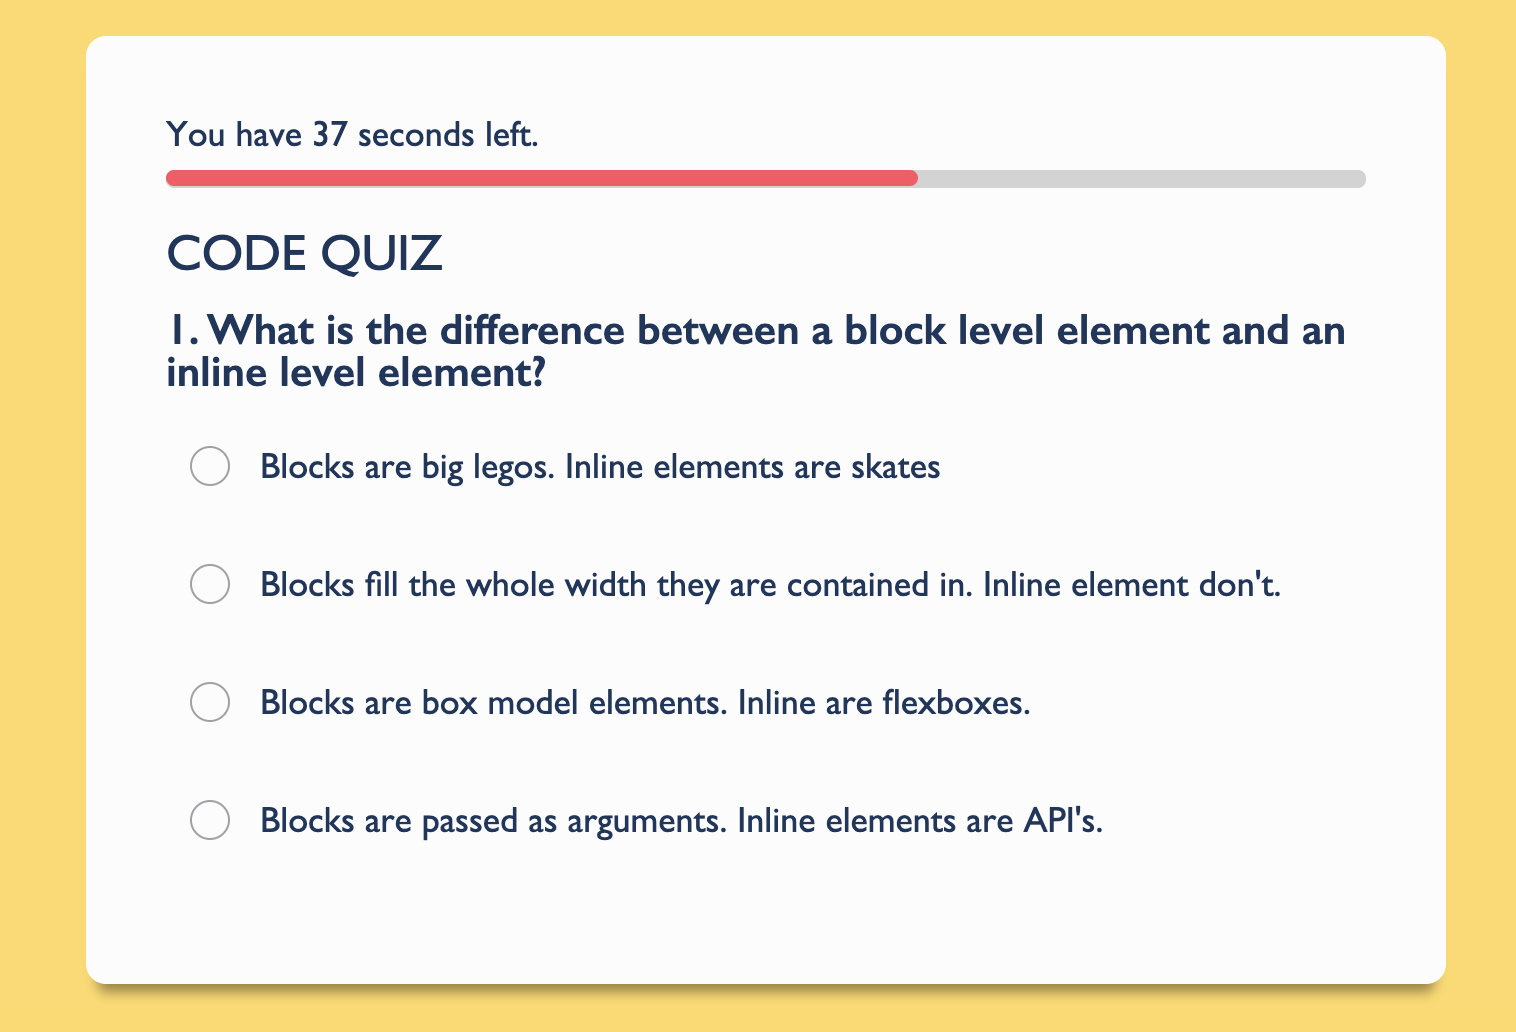 You have 37 seconds left.
CODE QUIZ
1. What is the difference between a block level element and an
inline level element?
Blocks are big legos. Inline elements are skates
Blocks fill the whole width they are contained in. Inline element don't.
Blocks are box model elements. Inline are flexboxes.
Blocks are passed as arguments. Inline elements are API's.